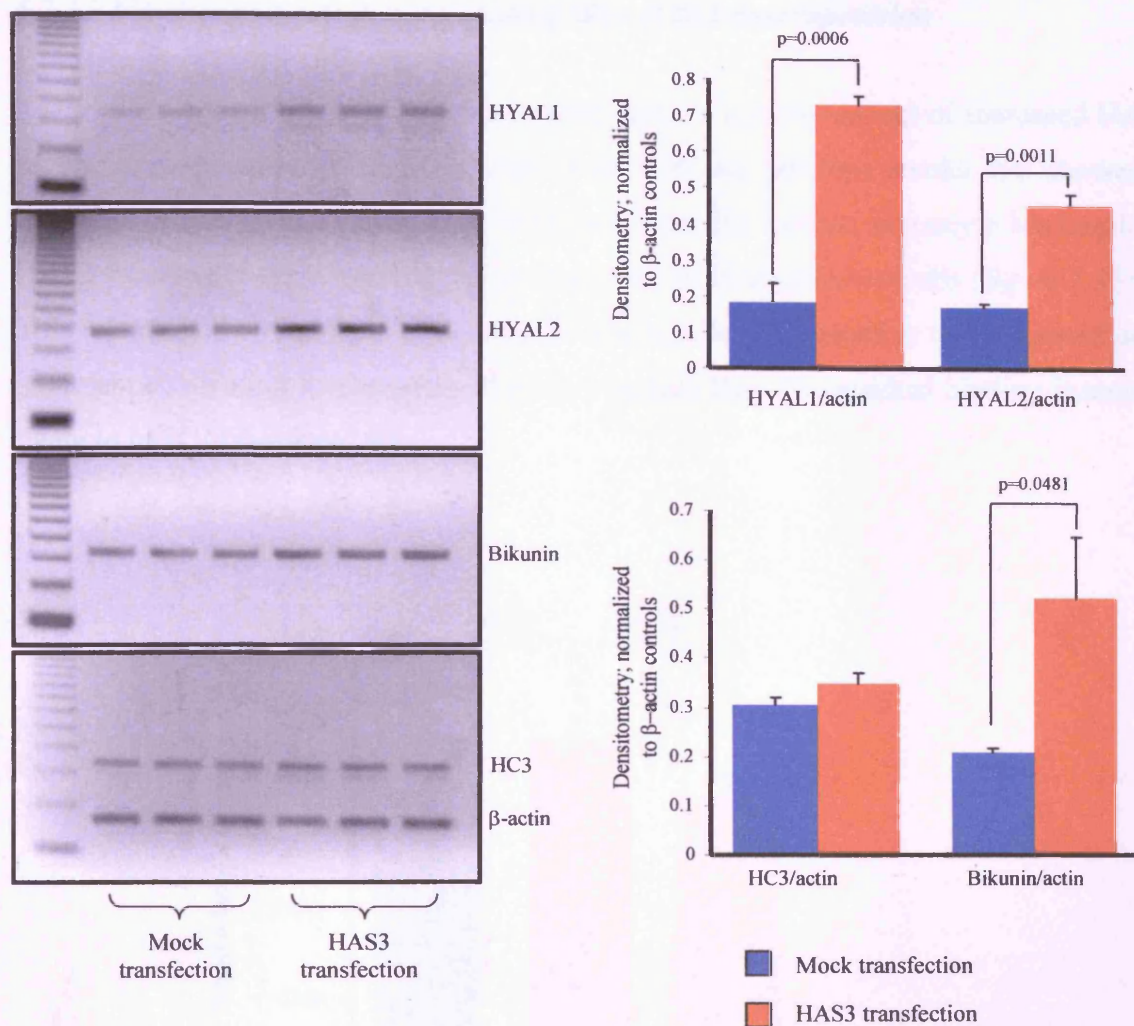 HYAL1
HYAL2
Bikunin
HC3
β-actin
Mock
transfection
HAS3
transfection
p=0.0006
p=0.0011
Densitometry; normalized
to β-actin controls
0.8
0.7
0.6
0.5
0.4
0.3
0.2
0.1
0
HYAL1/actin
HYAL2/actin
p=0.0481
Densitometry; normalized
to β–actin controls
0.7
0.6
0.5
0.4
0.3
0.2
0.1
0
HC3/actin
Bikunin/actin
Mock transfection
HAS3 transfection